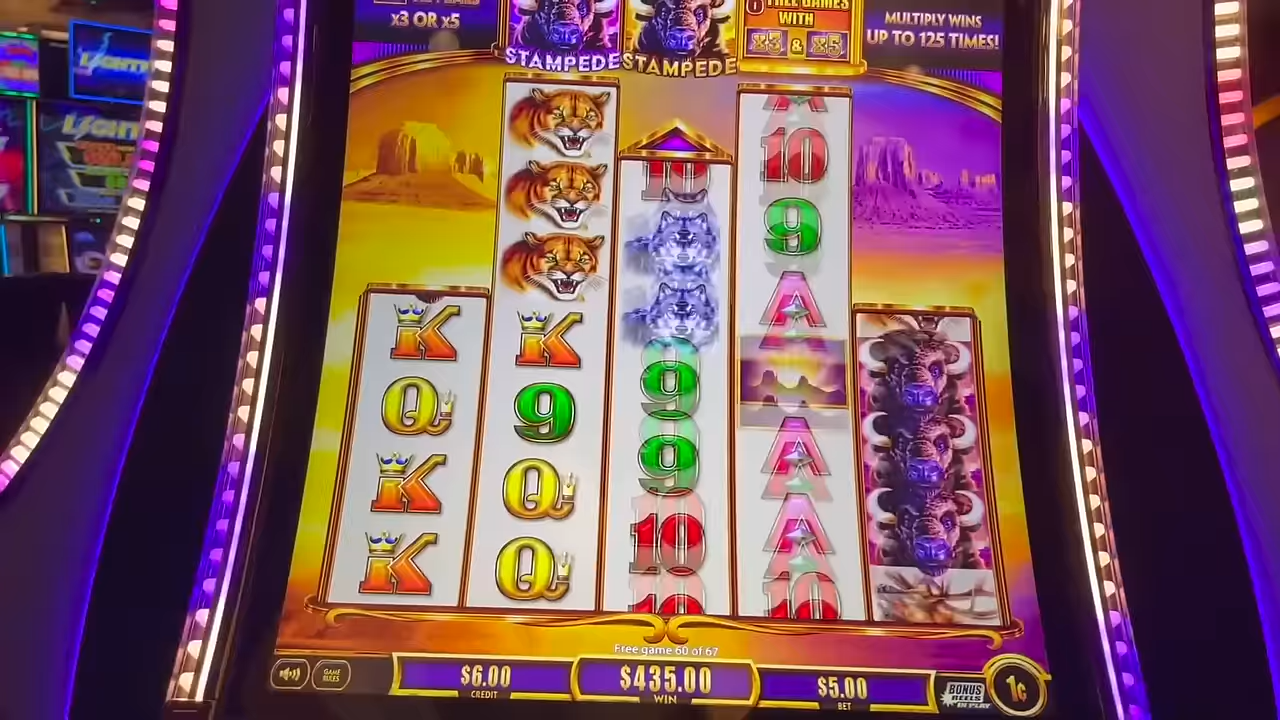 x3 OR x5
STAMPEDE
STAMPEDE
FREE GAMES
WITH
x3 & x5
MULTIPLY WINS
UP TO 125 TIMES!
LIGHT
10
10
9
A
K
Q
K
K
K
9
Q
Q
9
9
10
10
A
A
10
Free game 60 of 67
GAME
RULES
$6.00
CREDIT
$435.00
WIN
$5.00
BET
BONUS
REELS
IN PLAY
1¢